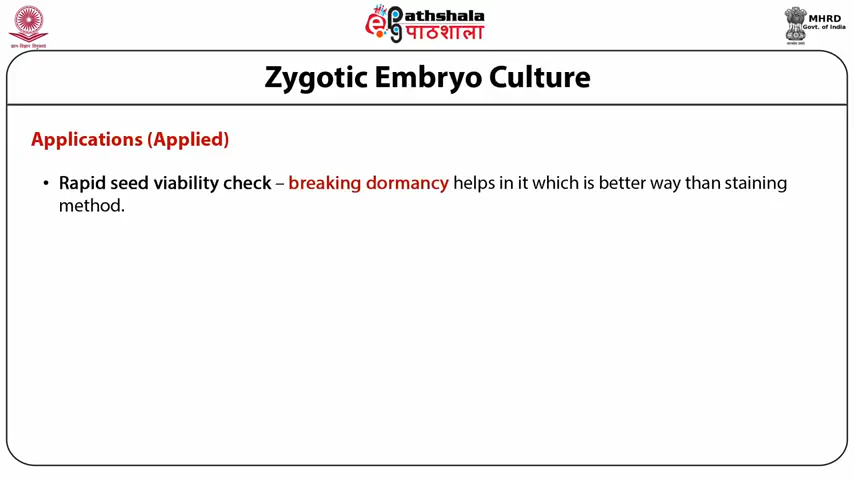 Pathshala
पाठशाला
MHRD
Govt. of India
Zygotic Embryo Culture
Applications (Applied)
• Rapid seed viability check – breaking dormancy helps in it which is better way than staining
method.